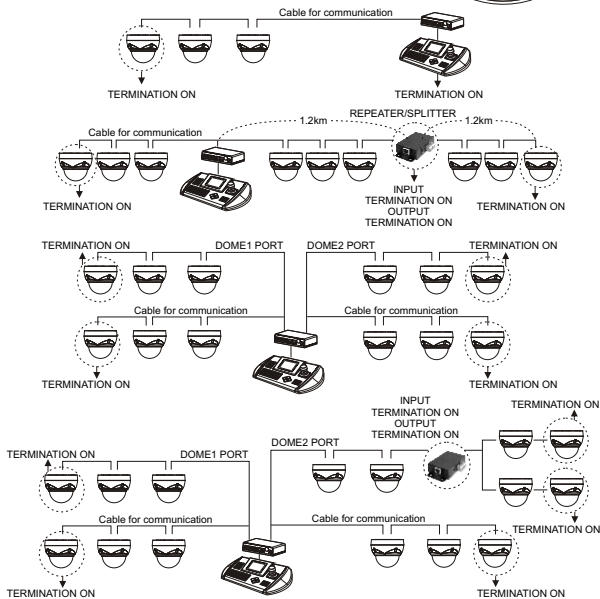 Cable for communication
TERMINATION ON
TERMINATION ON
REPEATER/SPLITTER
1.2km
1.2km
Cable for communication
TERMINATION ON
INPUT
TERMINATION ON
OUTPUT
TERMINATION ON
TERMINATION ON
TERMINATION ON
DOME1 PORT
DOME2 PORT
TERMINATION ON
Cable for communication
Cable for communication
TERMINATION ON
TERMINATION ON
INPUT
TERMINATION ON
OUTPUT
TERMINATION ON
TERMINATION ON
TERMINATION ON
DOME1 PORT
DOME2 PORT
Cable for communication
Cable for communication
TERMINATION ON
TERMINATION ON
TERMINATION ON